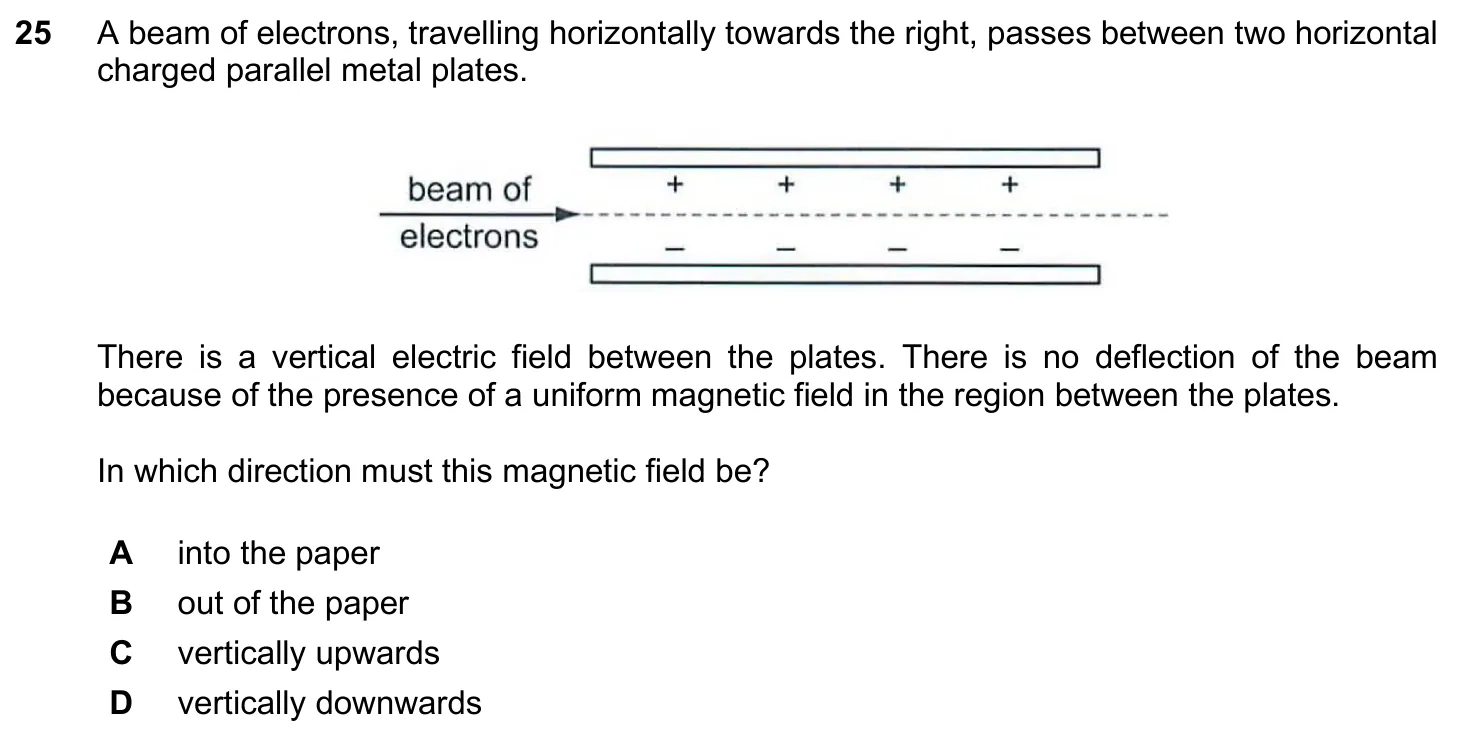 25 A beam of electrons, travelling horizontally towards the right, passes between two horizontal
charged parallel metal plates.
+ + + +
beam of
electrons
– – – –
There is a vertical electric field between the plates. There is no deflection of the beam
because of the presence of a uniform magnetic field in the region between the plates.
In which direction must this magnetic field be?
A into the paper
B out of the paper
C vertically upwards
D vertically downwards